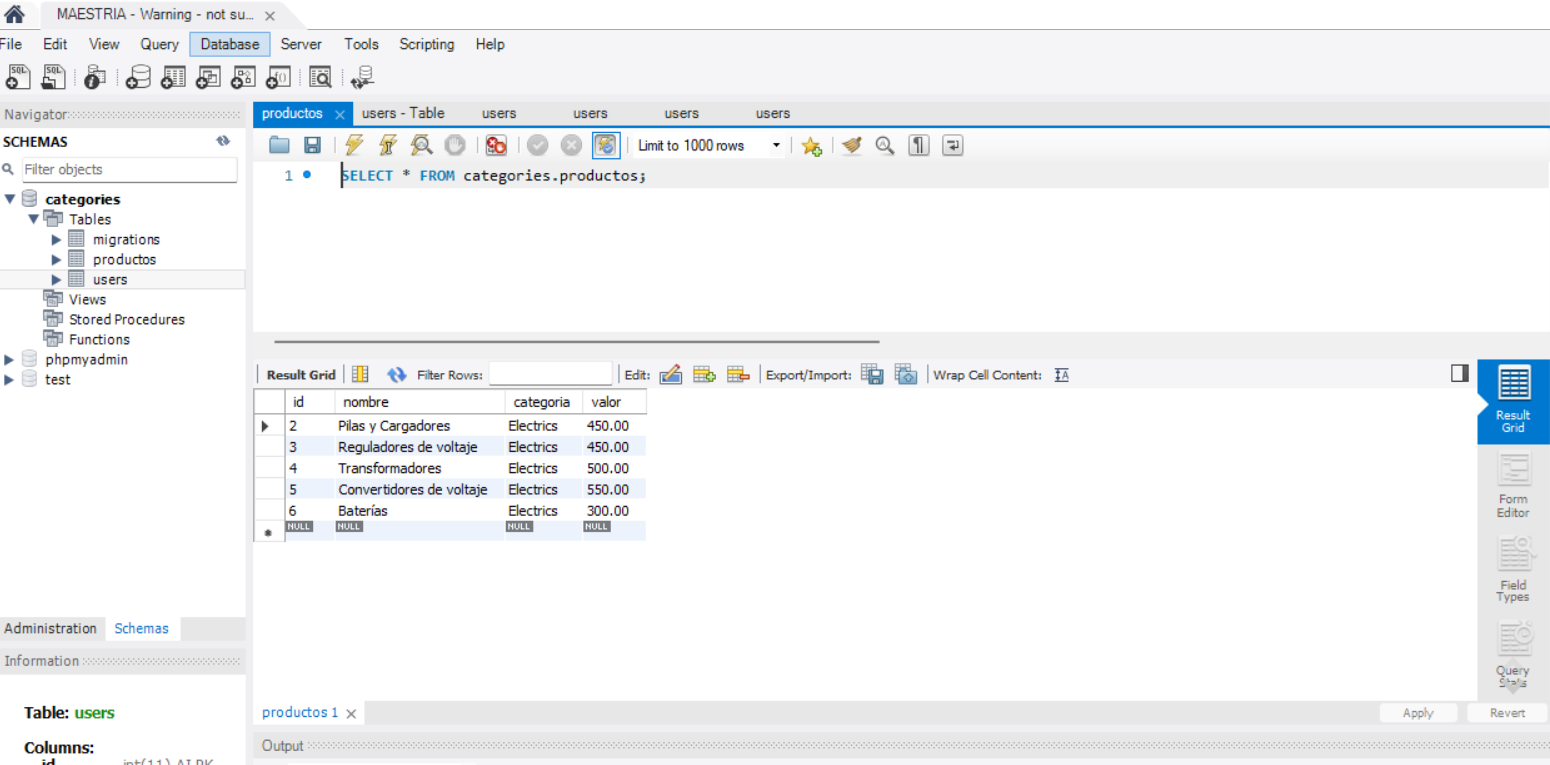 MAESTRIA - Warning - not su...
File Edit View Query Database Server Tools Scripting Help
SQL SQL
Navigator
productos users - Table users users users users
SCHEMAS
Limit to 1000 rows
Filter objects
1 SELECT * FROM categories.productos;
categories
Tables
migrations
productos
users
Views
Stored Procedures
Functions
phpmyadmin
test
Result Grid Filter Rows: Edit: Export/Import: Wrap Cell Content: IA
id nombre categoria valor
2 Pilas y Cargadores Electrics 450.00
3 Reguladores de voltaje Electrics 450.00
4 Transformadores Electrics 500.00
5 Convertidores de voltaje Electrics 550.00
6 Baterías Electrics 300.00
NULL NULL NULL NULL
Result
Grid
Form
Editor
Field
Types
Query
Stats
Administration Schemas
Information
Table: users
Columns:
id int(11) AI PK
productos 1
Apply Revert
Output